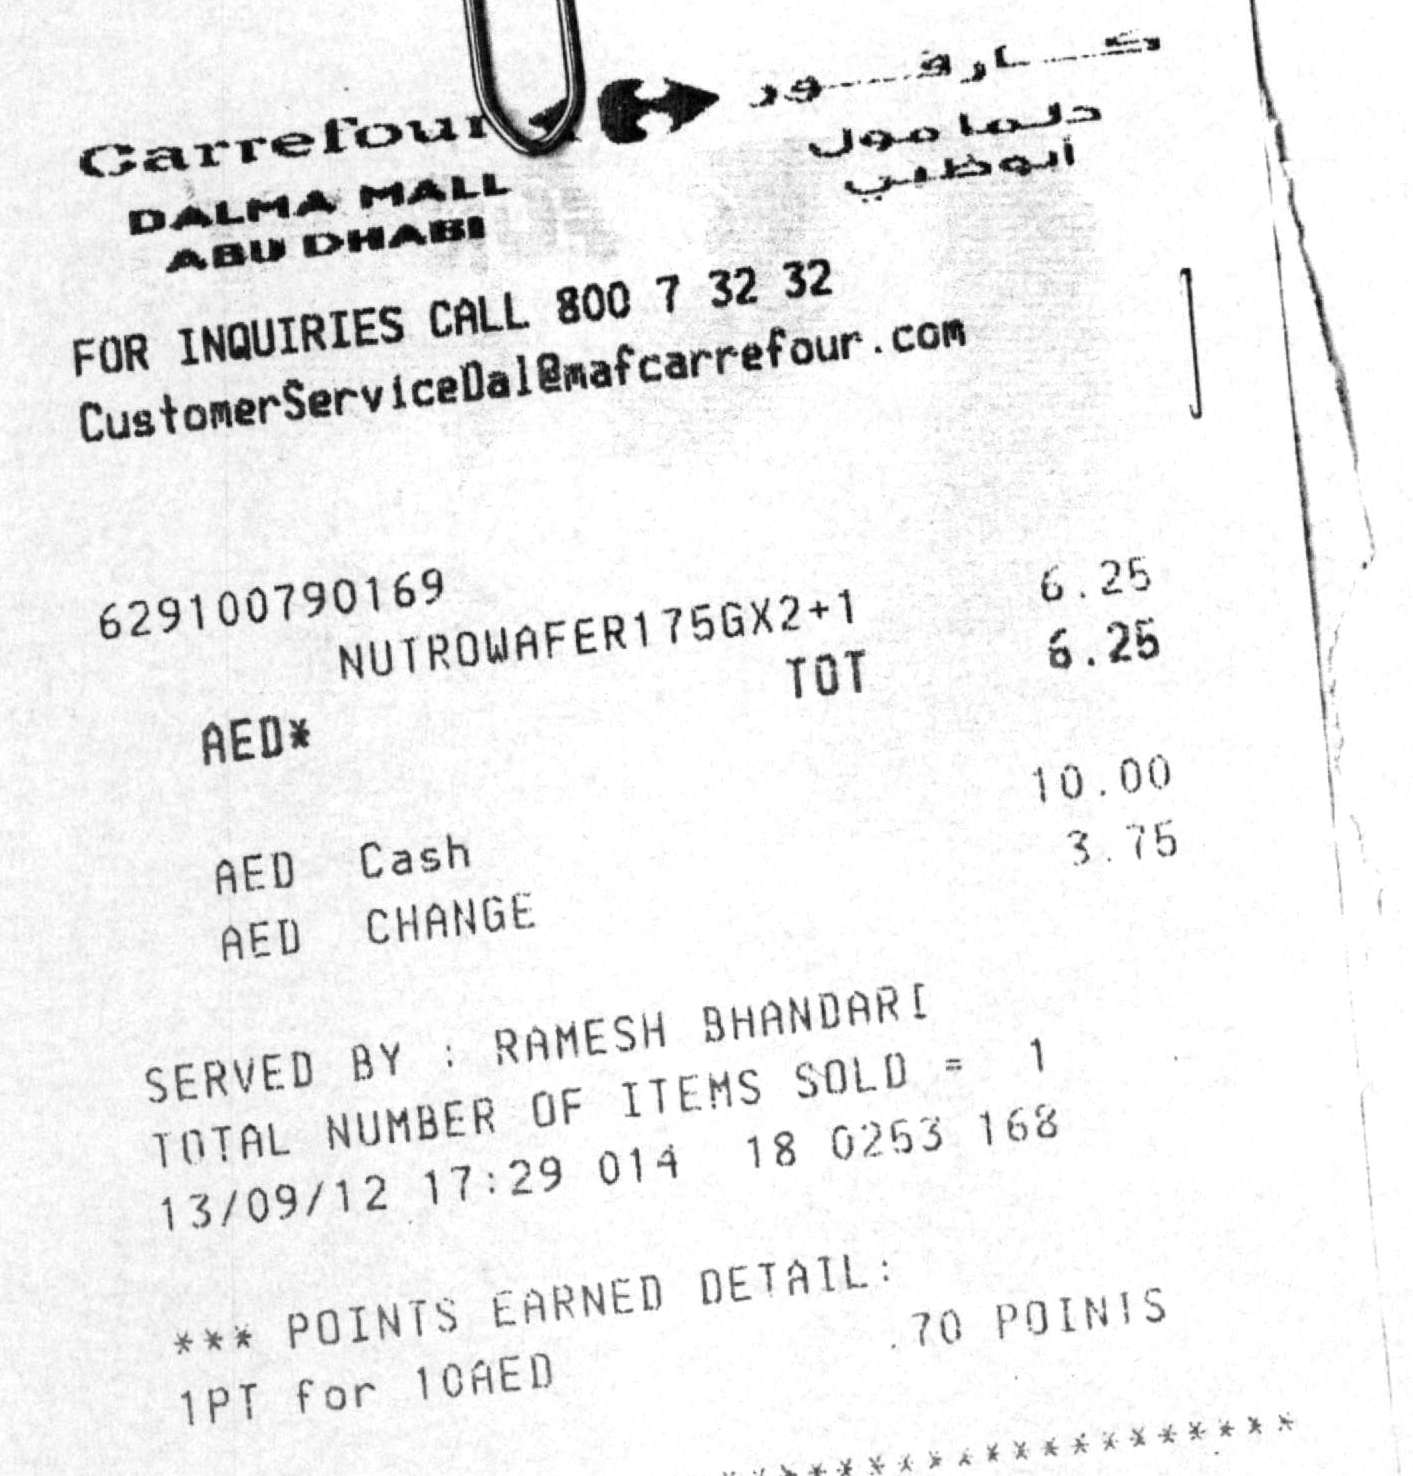 Carrefour كارفور
DALMA MALL دلما مول
ABU DHABI أبوظبي
FOR INQUIRIES CALL 800 7 32 32
CustomerServiceDal@mafcarrefour.com
629100790169 6.25
NUTROWAFER175GX2+1
TOT 6.25
AED*
10.00
AED Cash
3.75
AED CHANGE
SERVED BY : RAMESH BHANDARI
TOTAL NUMBER OF ITEMS SOLD = 1
13/09/12 17:29 014 18 0253 168
*** POINTS EARNED DETAIL:
1PT for 10AED .70 POINTS
********************